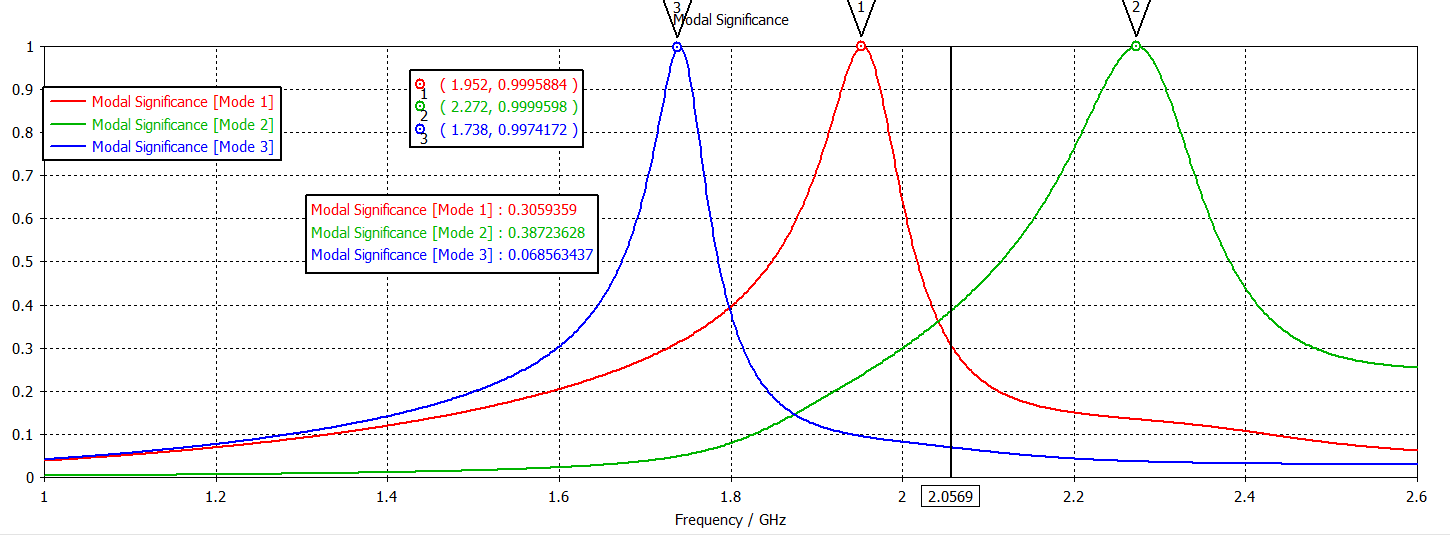 3
1
2
Modal Significance
1
0.9
0.8
0.7
0.6
0.5
0.4
0.3
0.2
0.1
0
Modal Significance [Mode 1]
Modal Significance [Mode 2]
Modal Significance [Mode 3]
1 ( 1.952, 0.9995884 )
2 ( 2.272, 0.9999598 )
3 ( 1.738, 0.9974172 )
Modal Significance [Mode 1] : 0.3059359
Modal Significance [Mode 2] : 0.38723628
Modal Significance [Mode 3] : 0.068563437
1 1.2 1.4 1.6 1.8 2 2.0569 2.2 2.4 2.6
Frequency / GHz